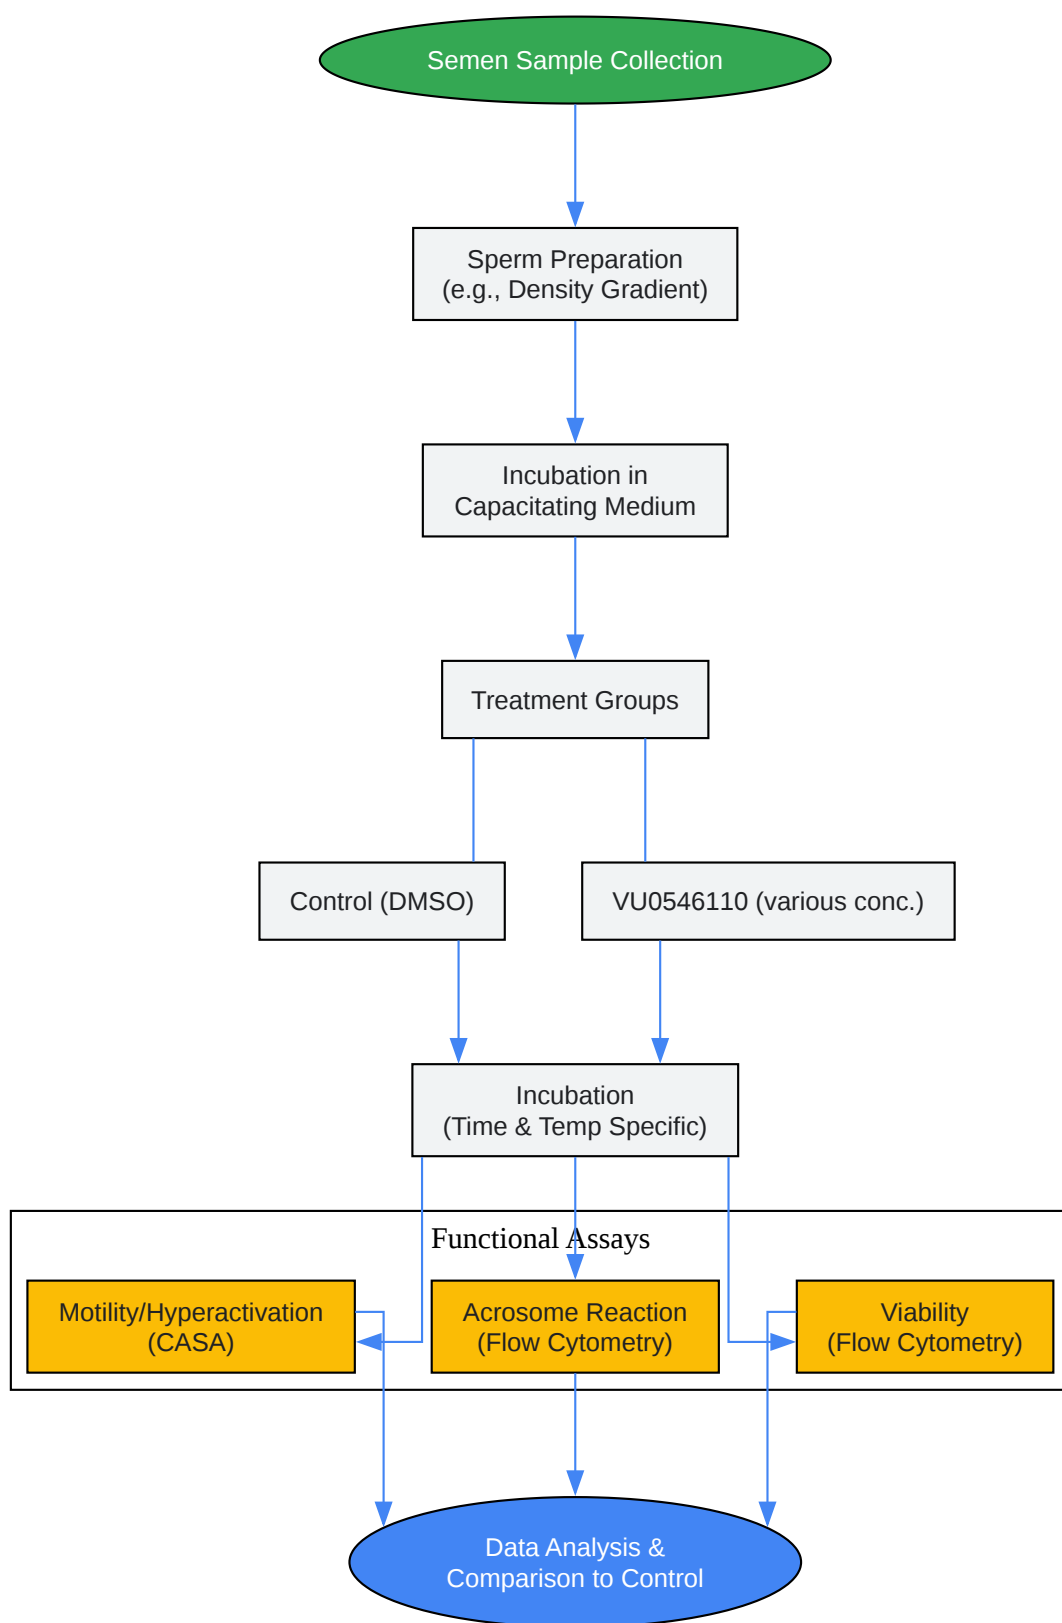 Semen Sample Collection
Sperm Preparation
(e.g., Density Gradient)
Incubation in
Capacitating Medium
Treatment Groups
Control (DMSO)
VU0546110 (various conc.)
Incubation
(Time & Temp Specific)
Functional Assays
Motility/Hyperactivation
(CASA)
Acrosome Reaction
(Flow Cytometry)
Viability
(Flow Cytometry)
Data Analysis &
Comparison to Control